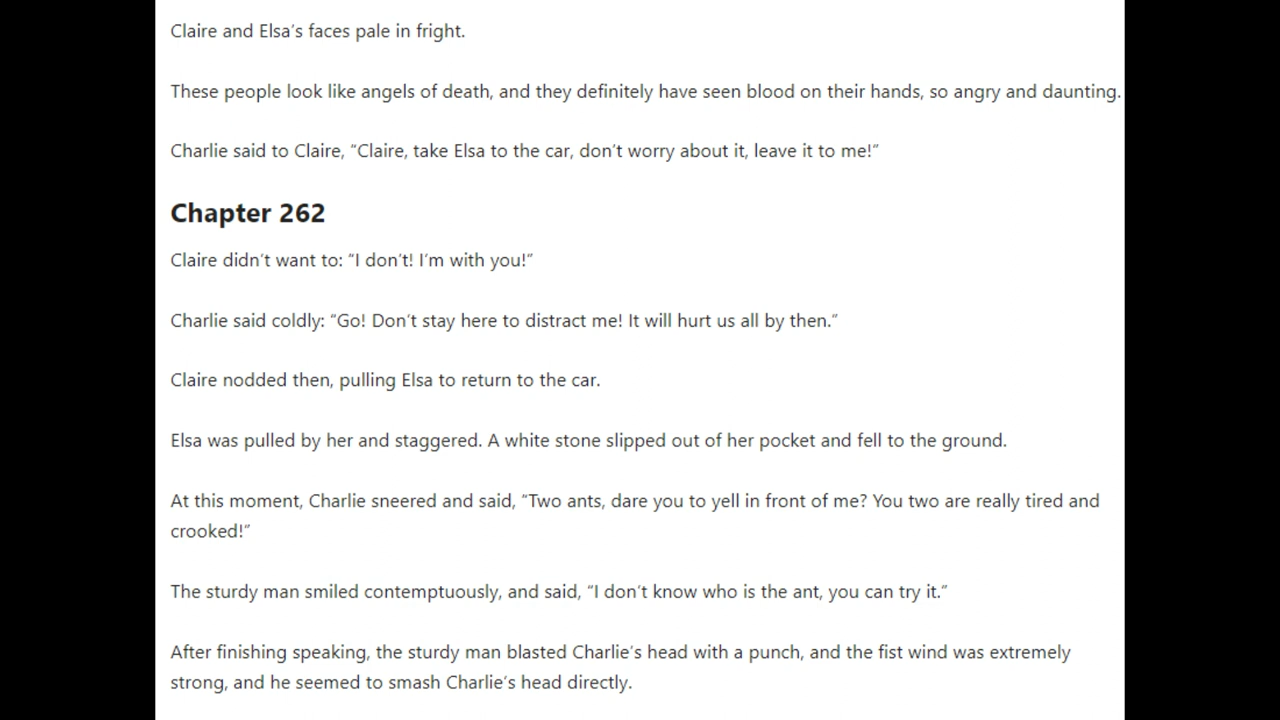 Claire and Elsa’s faces pale in fright.
These people look like angels of death, and they definitely have seen blood on their hands, so angry and daunting.
Charlie said to Claire, “Claire, take Elsa to the car, don’t worry about it, leave it to me!”
Chapter 262
Claire didn’t want to: “I don’t! I’m with you!”
Charlie said coldly: “Go! Don’t stay here to distract me! It will hurt us all by then.”
Claire nodded then, pulling Elsa to return to the car.
Elsa was pulled by her and staggered. A white stone slipped out of her pocket and fell to the ground.
At this moment, Charlie sneered and said, “Two ants, dare you to yell in front of me? You two are really tired and
crooked!”
The sturdy man smiled contemptuously, and said, “I don’t know who is the ant, you can try it.”
After finishing speaking, the sturdy man blasted Charlie’s head with a punch, and the fist wind was extremely
strong, and he seemed to smash Charlie’s head directly.